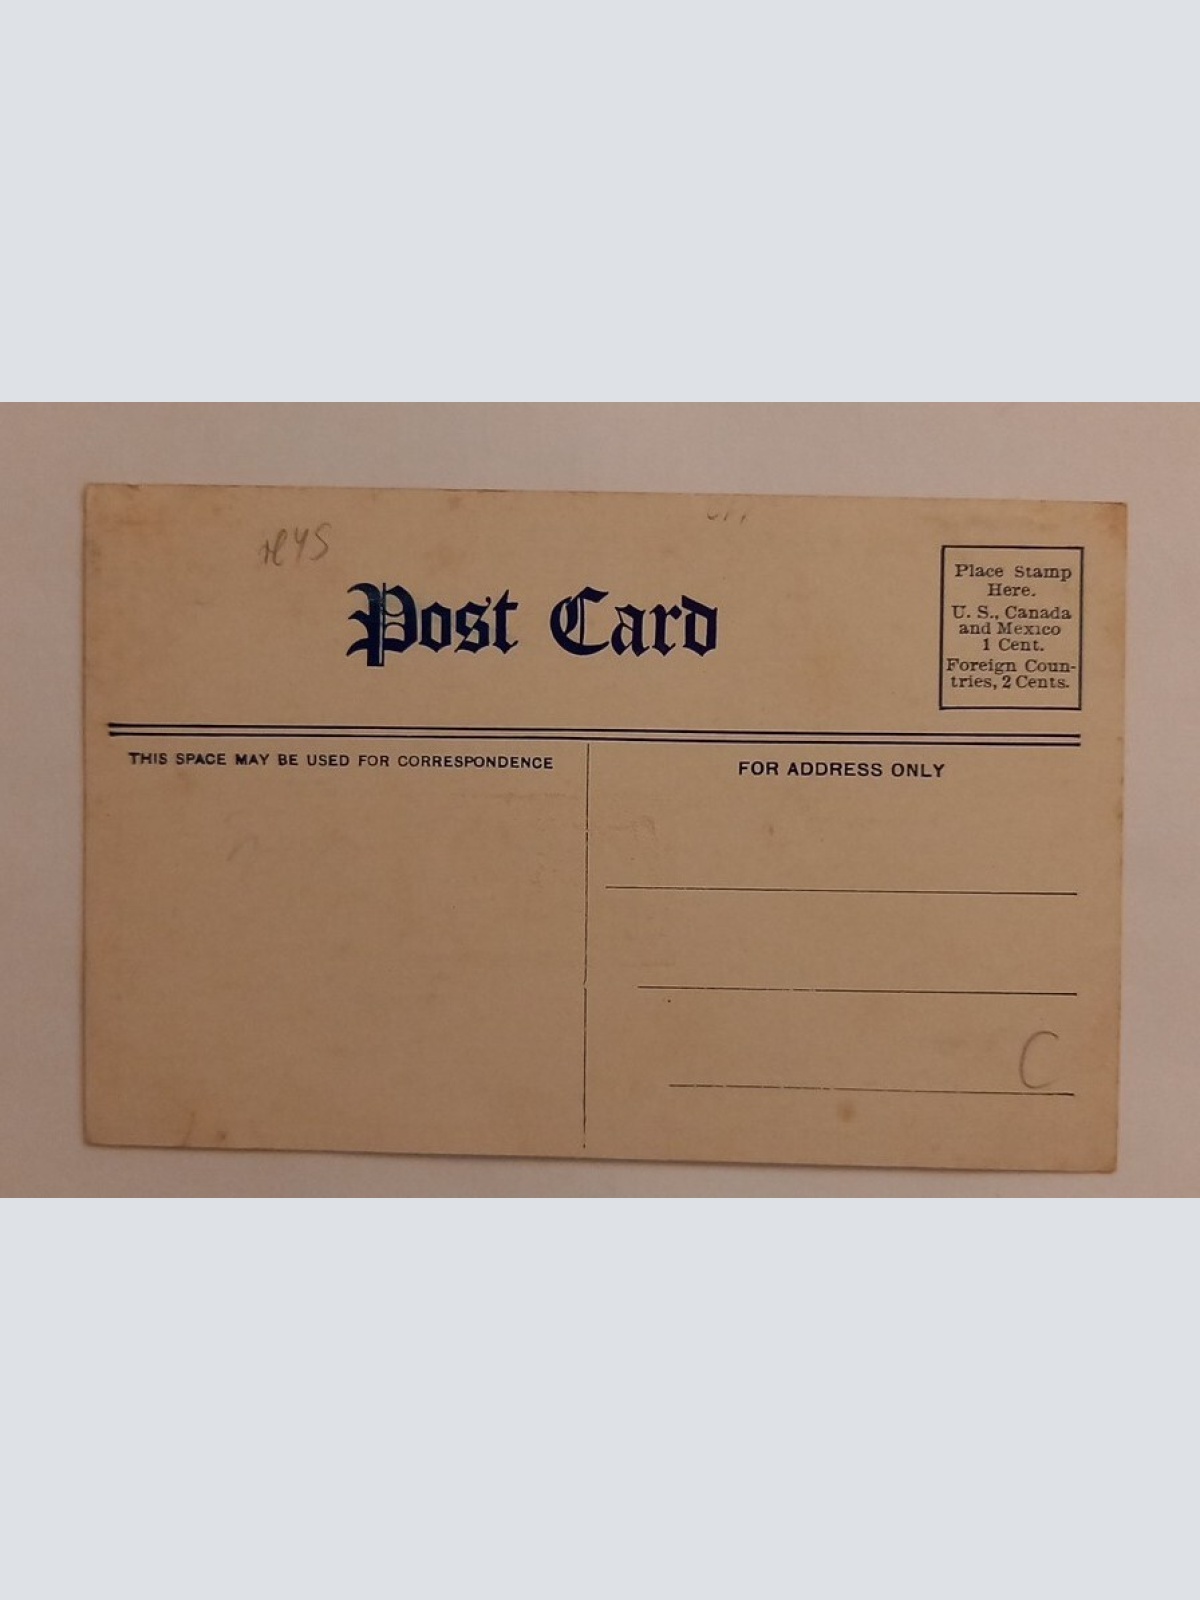 Post Card
Place Stamp
Here.
U. S., Canada
and Mexico
1 Cent.
Foreign Coun-
tries, 2 Cents.
THIS SPACE MAY BE USED FOR CORRESPONDENCE
FOR ADDRESS ONLY
C